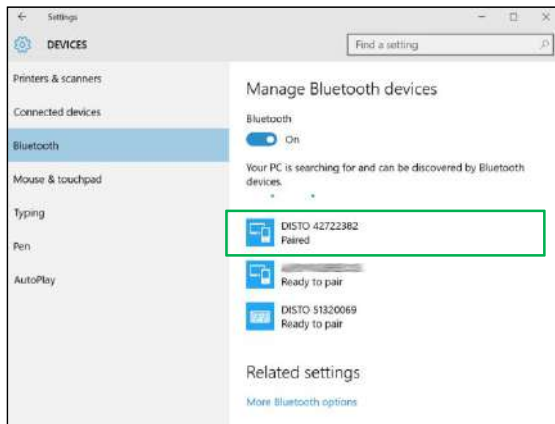 Settings
DEVICES
Find a setting
Printers & scanners
Connected devices
Bluetooth
Mouse & touchpad
Typing
Pen
AutoPlay
Manage Bluetooth devices
Bluetooth
On
Your PC is searching for and can be discovered by Bluetooth
devices.
DISTO 42722382
Paired
Ready to pair
DISTO 51320069
Ready to pair
Related settings
More Bluetooth options